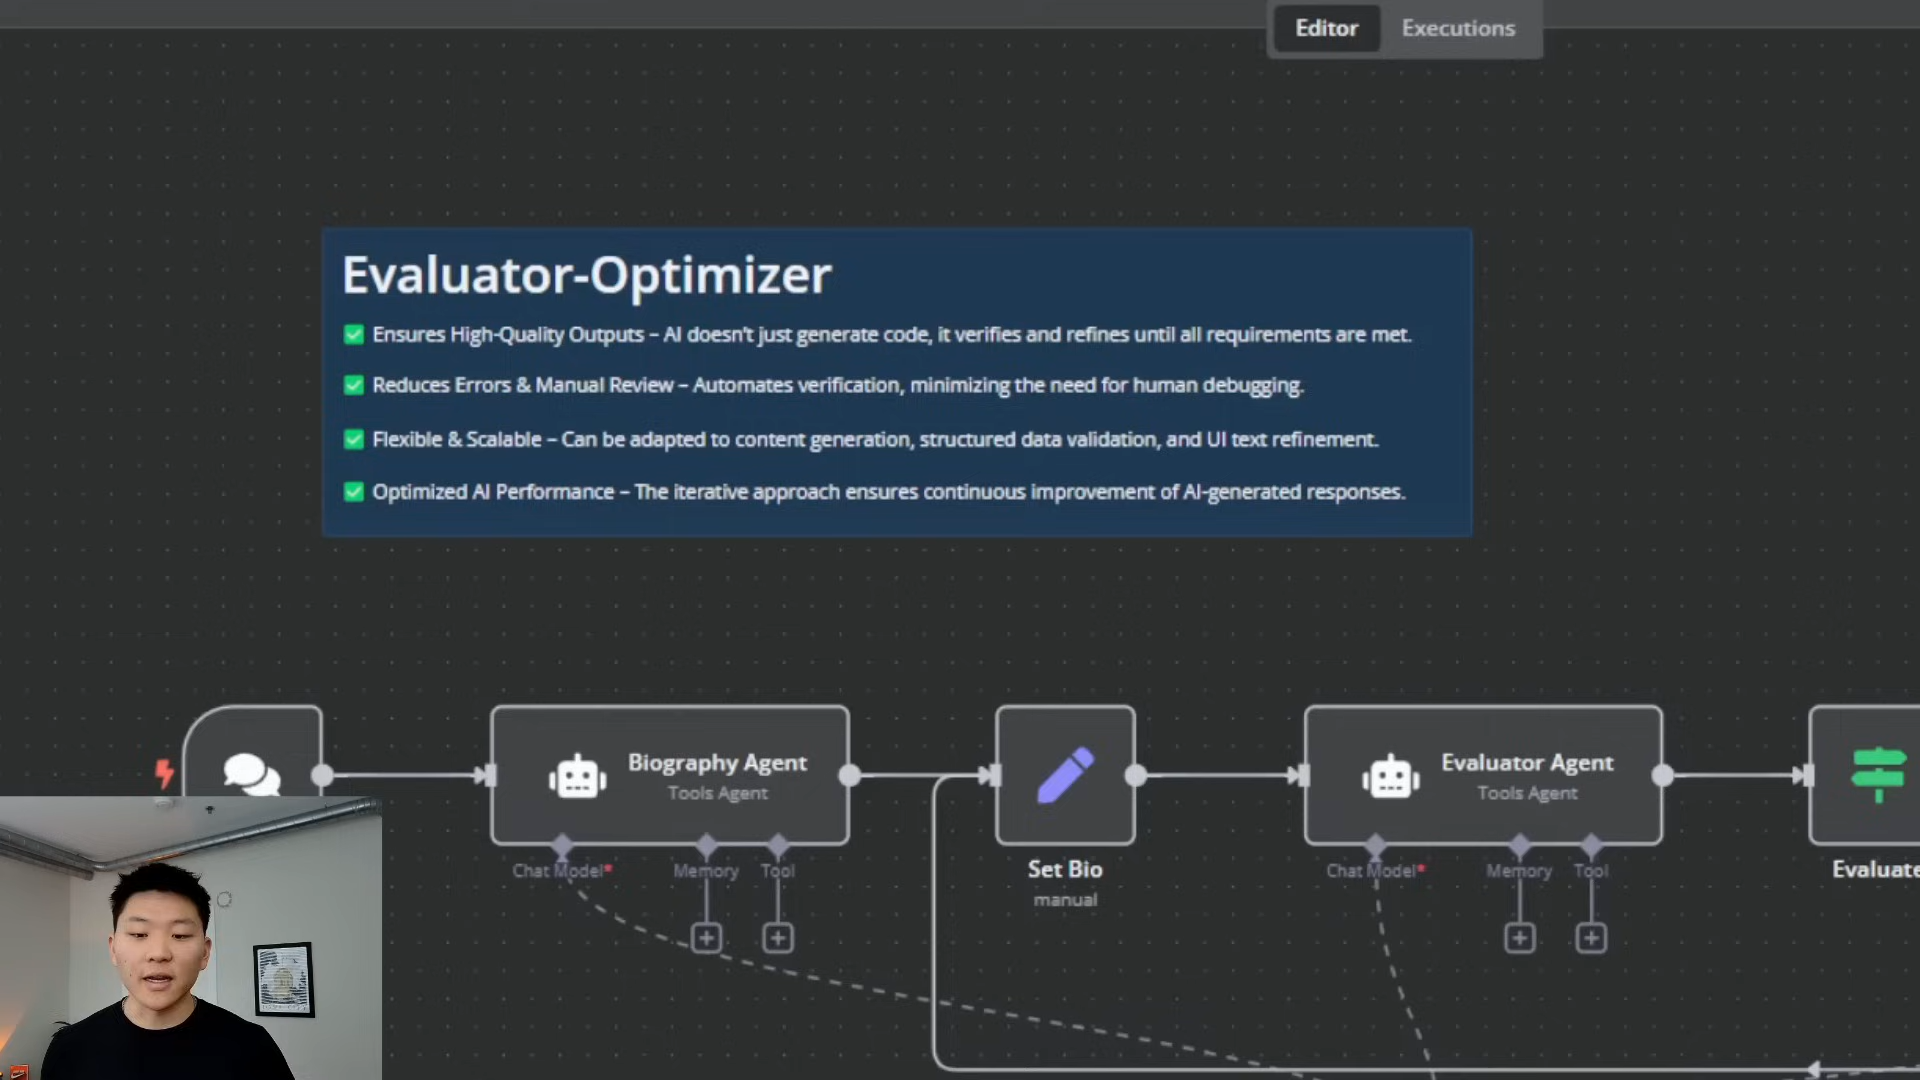 Editor Executions
Evaluator-Optimizer
Ensures High-Quality Outputs – AI doesn't just generate code, it verifies and refines until all requirements are met.
Reduces Errors & Manual Review – Automates verification, minimizing the need for human debugging.
Flexible & Scalable – Can be adapted to content generation, structured data validation, and UI text refinement.
Optimized AI Performance – The iterative approach ensures continuous improvement of AI-generated responses.
Biography Agent
Tools Agent
Evaluator Agent
Tools Agent
Chat Model* Memory Tool
Set Bio
manual
Chat Model* Memory Tool
Evaluate